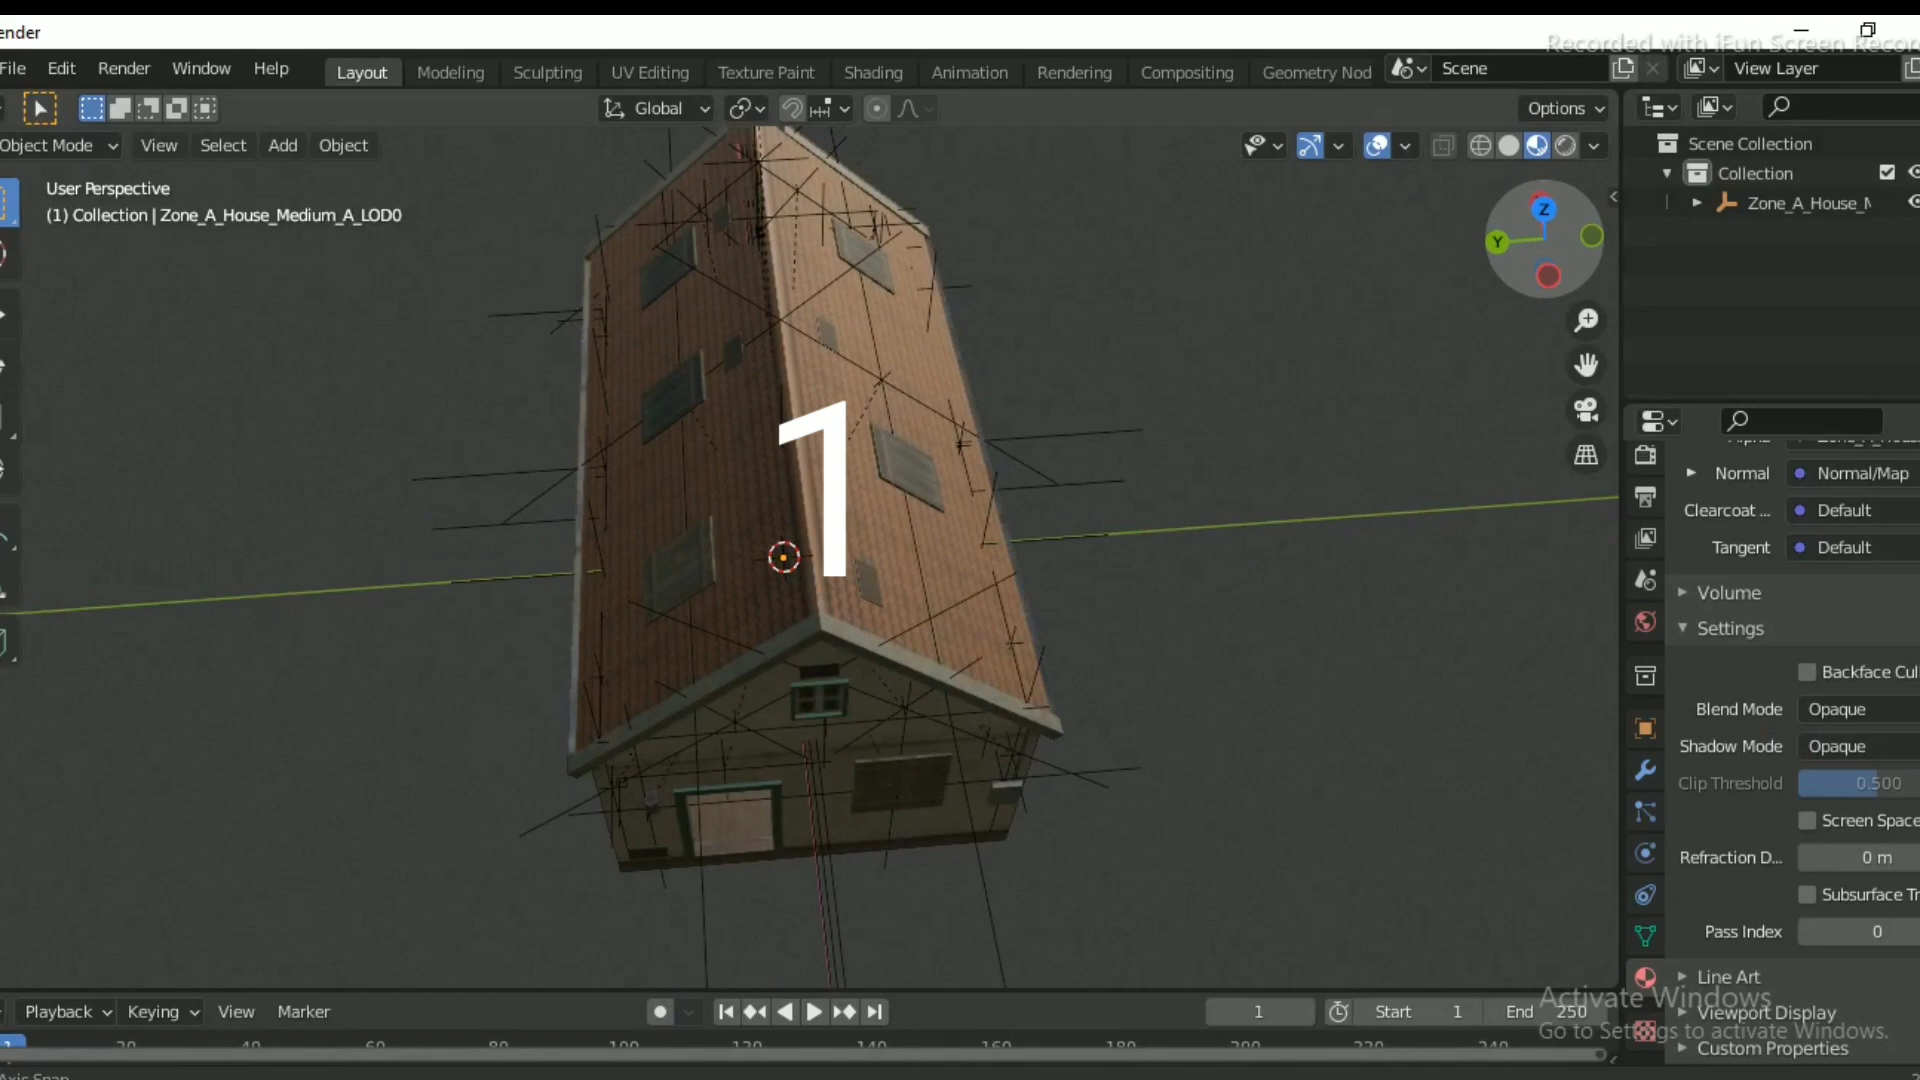 ender
Recorded with iFun Screen Recor
File Edit Render Window Help Layout Modeling Sculpting UV Editing Texture Paint Shading Animation Rendering Compositing Geometry Nod Scene View Layer
Global Options
Object Mode View Select Add Object
Scene Collection
Collection
Zone_A_House_M
User Perspective
(1) Collection | Zone_A_House_Medium_A_LOD0
Z
Y
1
Normal Normal/Map
Clearcoat ... Default
Tangent Default
Volume
Settings
Backface Cul
Blend Mode Opaque
Shadow Mode Opaque
Clip Threshold 0.500
Screen Space
Refraction D... 0 m
Subsurface Tr
Pass Index 0
Line Art
Activate Windows
Viewport Display
Go to Settings to activate Windows.
Custom Properties
Playback Keying View Marker 1 Start 1 End 250
1 20 40 60 80 100 120 140 160 180 200 220 240
Axis Snap